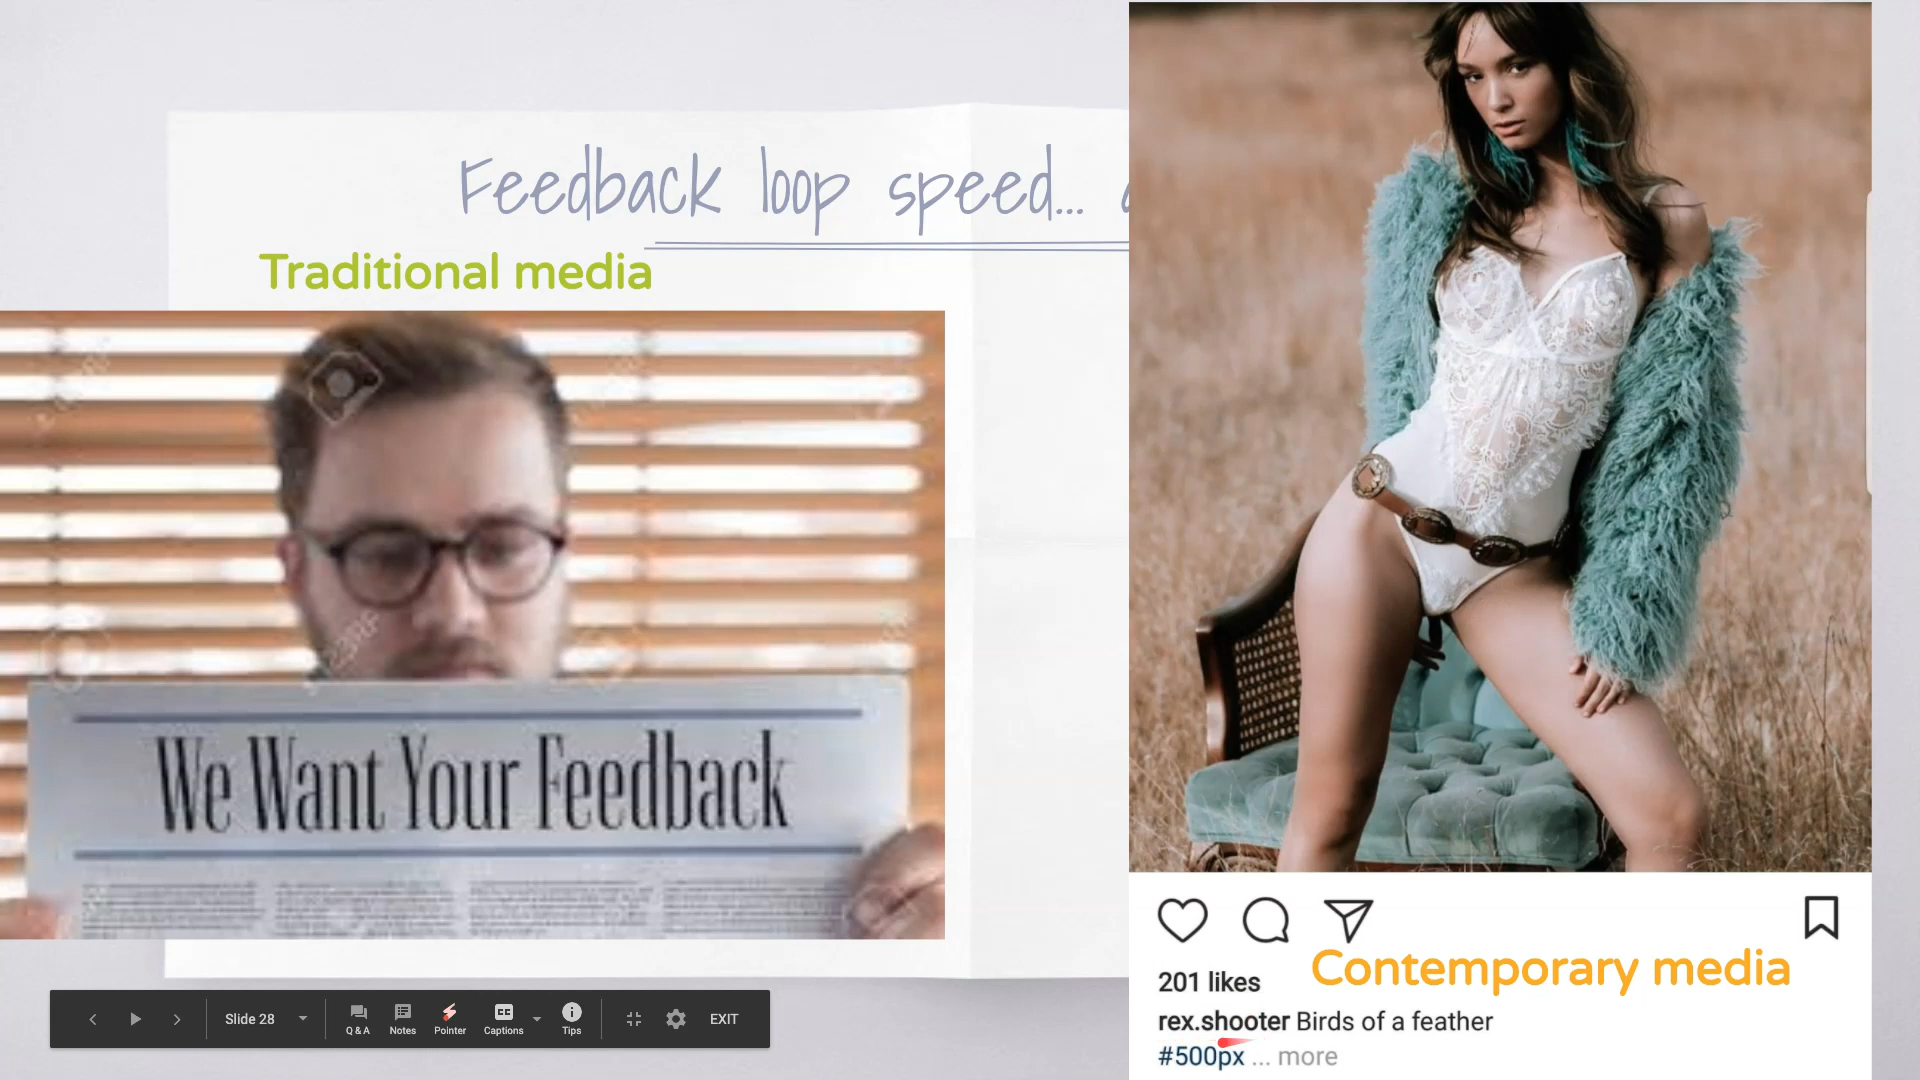 Feedback loop speed...
Traditional media
We Want Your Feedback
Contemporary media
201 likes
rex.shooter Birds of a feather
#500px ... more
Slide 28
Q & A
Notes
Pointer
CC
Captions
Tips
EXIT